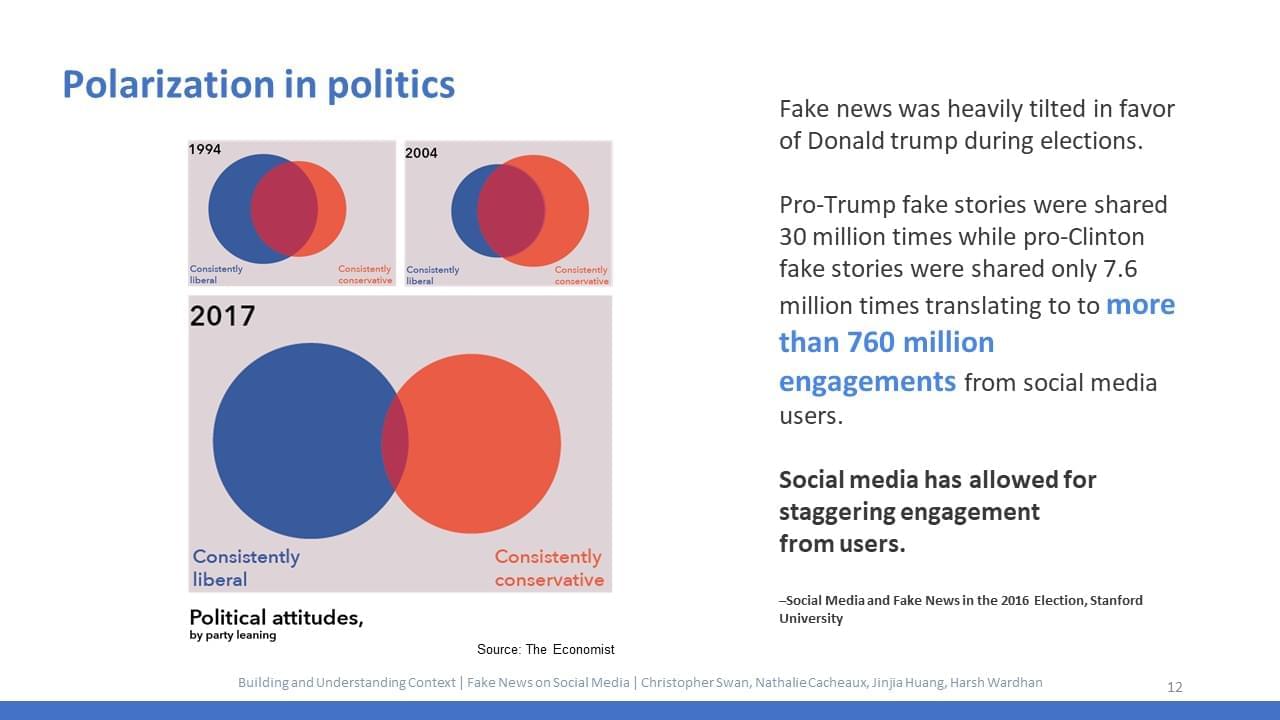 Polarization in politics
1994
Consistently
liberal
Consistently
conservative
2004
Consistently
liberal
Consistently
conservative
2017
Consistently
liberal
Consistently
conservative
Political attitudes,
by party leaning
Source: The Economist
Fake news was heavily tilted in favor
of Donald trump during elections.
Pro-Trump fake stories were shared
30 million times while pro-Clinton
fake stories were shared only 7.6
million times translating to to more
than 760 million
engagements from social media
users.
Social media has allowed for
staggering engagement
from users.
–Social Media and Fake News in the 2016 Election, Stanford
University
Building and Understanding Context | Fake News on Social Media | Christopher Swan, Nathalie Cacheaux, Jinjia Huang, Harsh Wardhan
12